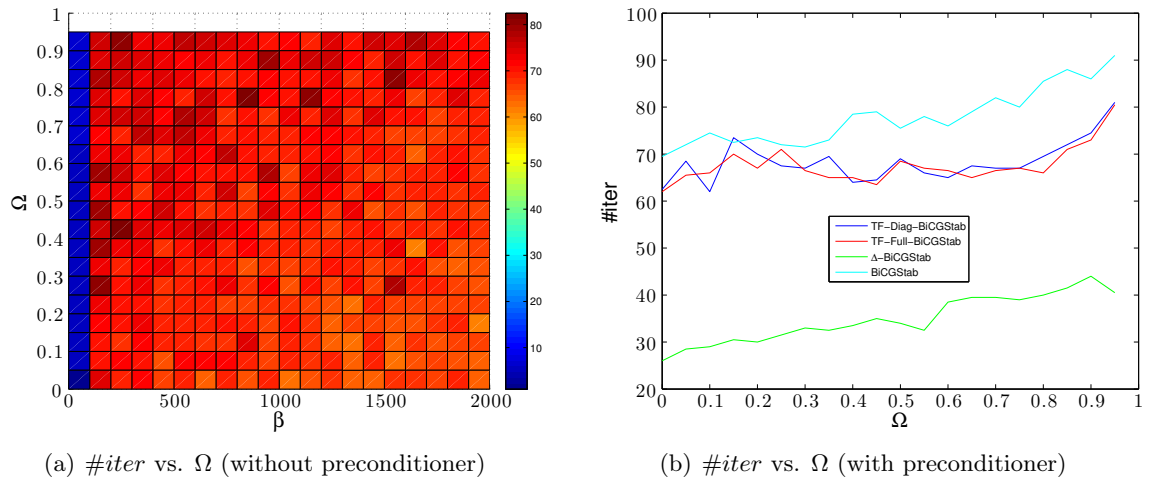 1
0.9
0.8
0.7
0.6
0.5
0.4
0.3
0.2
0.1
0
Ω
0 500 1000 1500 2000
β
80
70
60
50
40
30
20
10
100
90
80
70
60
50
40
30
20
#iter
0 0.1 0.2 0.3 0.4 0.5 0.6 0.7 0.8 0.9 1
Ω
TF-Diag-BiCGStab
TF-Full-BiCGStab
Δ-BiCGStab
BiCGStab
(a) #iter vs. Ω (without preconditioner)
(b) #iter vs. Ω (with preconditioner)